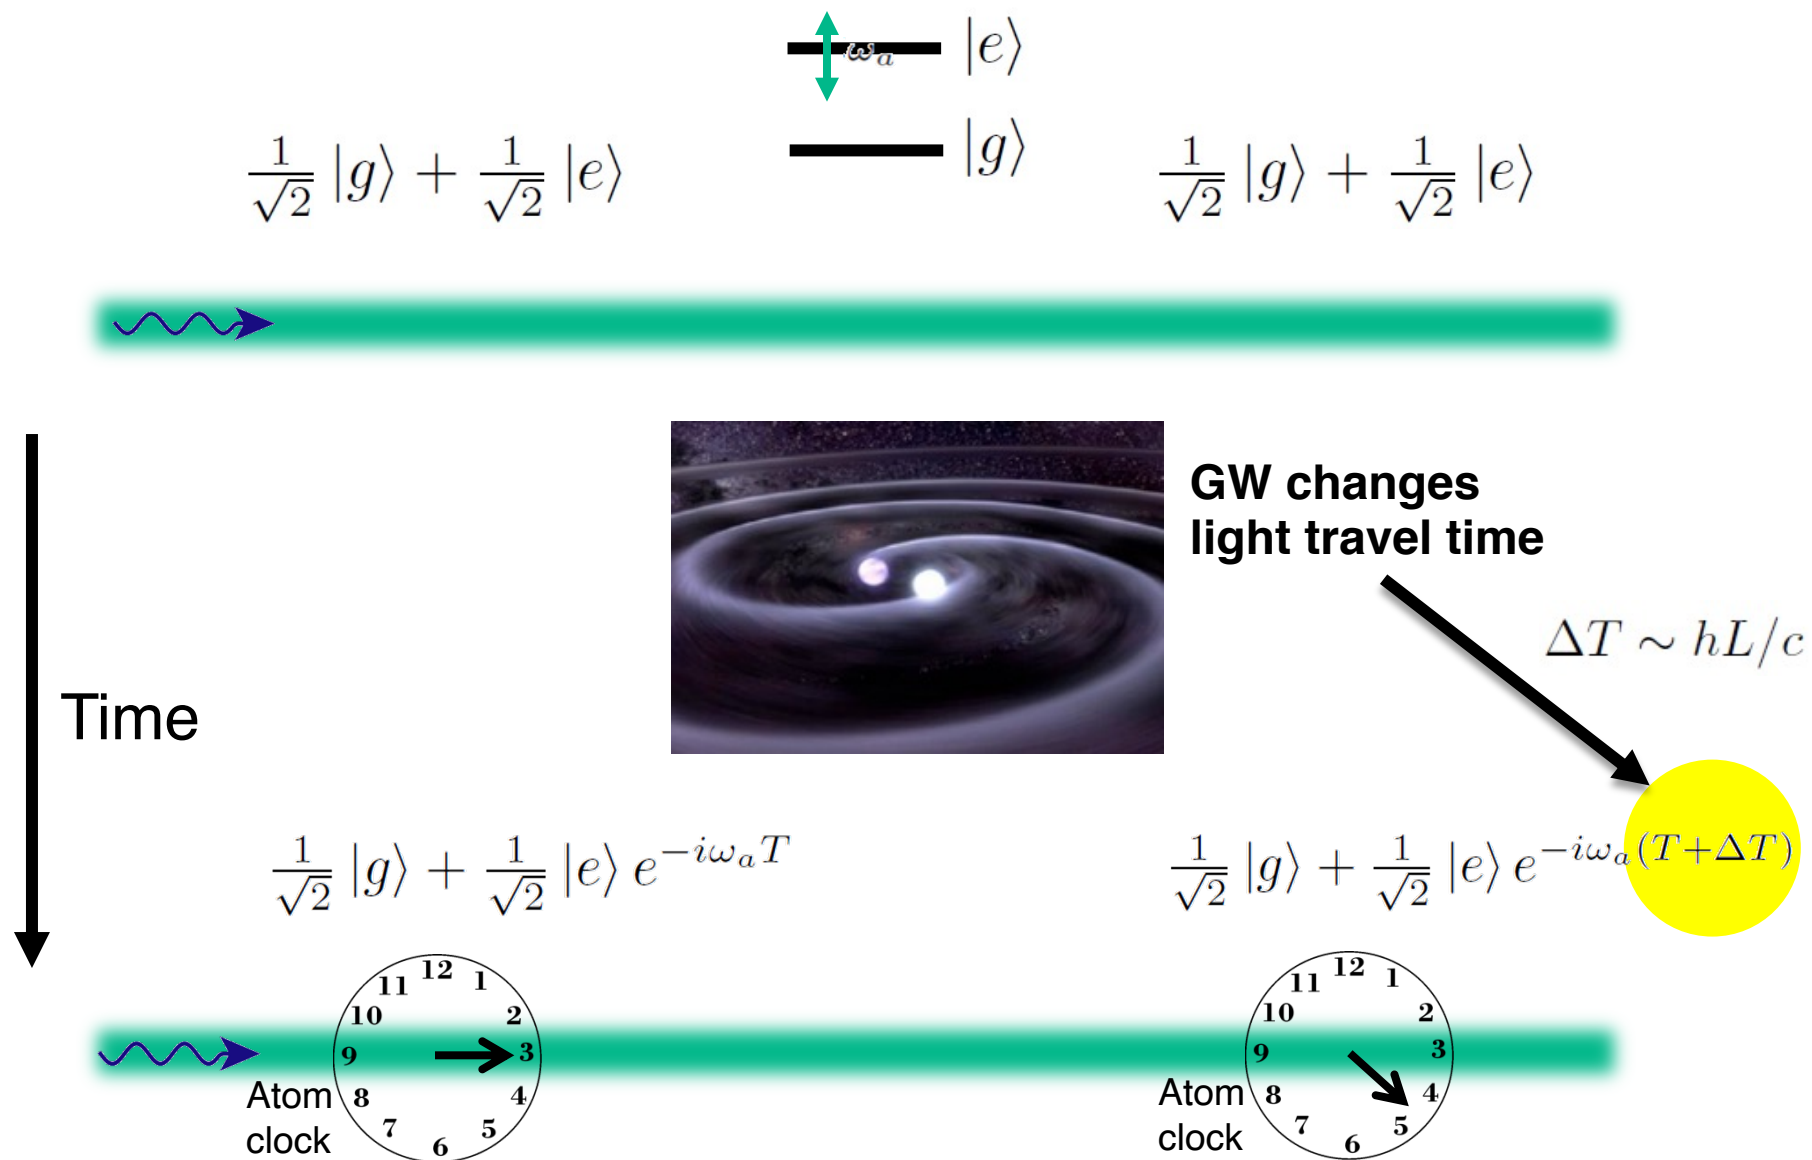 |e⟩
ω_a
|g⟩
1/√2 |g⟩ + 1/√2 |e⟩
1/√2 |g⟩ + 1/√2 |e⟩
GW changes
light travel time
ΔT ∼ hL/c
Time
1/√2 |g⟩ + 1/√2 |e⟩ e^{−iω_a T}
1/√2 |g⟩ + 1/√2 |e⟩ e^{−iω_a (T+ΔT)}
12
11 1
10 2
9 3
8 4
7 5
6
Atom
clock
12
11 1
10 2
9 3
8 4
7 5
6
Atom
clock